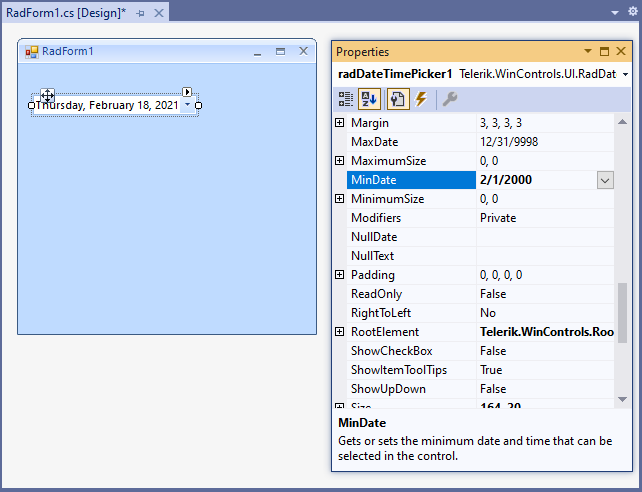 RadForm1.cs [Design]*
RadForm1
Thursday, February 18, 2021
Properties
radDateTimePicker1 Telerik.WinControls.UI.RadDat
Margin 3, 3, 3, 3
MaxDate 12/31/9998
MaximumSize 0, 0
MinDate 2/1/2000
MinimumSize 0, 0
Modifiers Private
NullDate
NullText
Padding 0, 0, 0, 0
ReadOnly False
RightToLeft No
RootElement Telerik.WinControls.Roo
ShowCheckBox False
ShowItemToolTips True
ShowUpDown False
Size 164, 20
MinDate
Gets or sets the minimum date and time that can be
selected in the control.